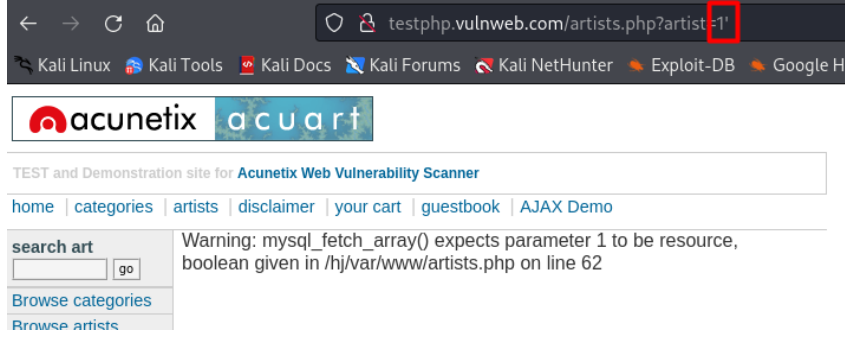 testphp.vulnweb.com/artists.php?artist=1'
Kali Linux Kali Tools Kali Docs Kali Forums Kali NetHunter Exploit-DB Google H
acunetix acuart
TEST and Demonstration site for Acunetix Web Vulnerability Scanner
home | categories | artists | disclaimer | your cart | guestbook | AJAX Demo
search art
go
Browse categories
Browse artists
Warning: mysql_fetch_array() expects parameter 1 to be resource,
boolean given in /hj/var/www/artists.php on line 62